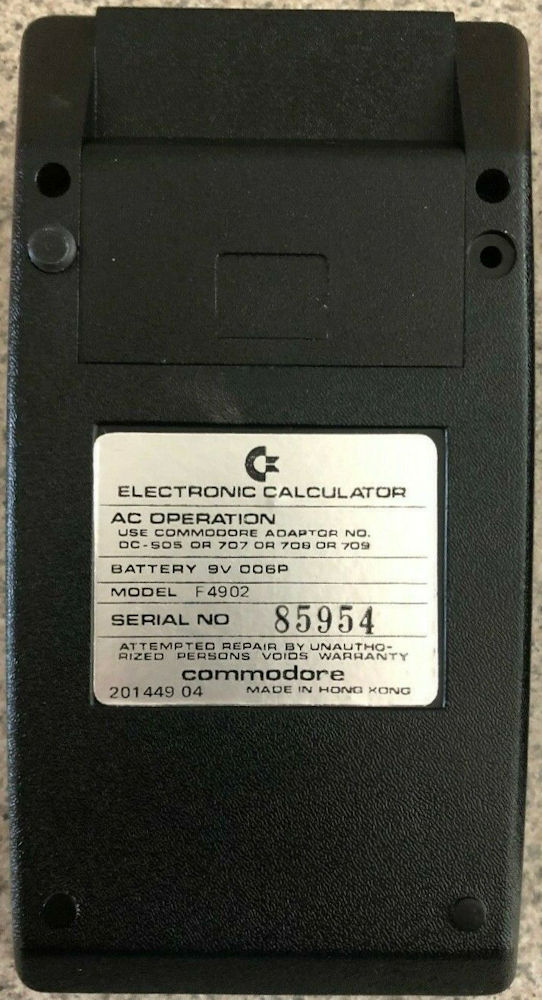 ELECTRONIC CALCULATOR
AC OPERATION
USE COMMODORE ADAPTOR NO.
DC-505 OR 707 OR 708 OR 709
BATTERY 9V 006P
MODEL F4902
SERIAL NO 85954
ATTEMPTED REPAIR BY UNAUTHO-
RIZED PERSONS VOIDS WARRANTY
commodore
201449 04 MADE IN HONG KONG